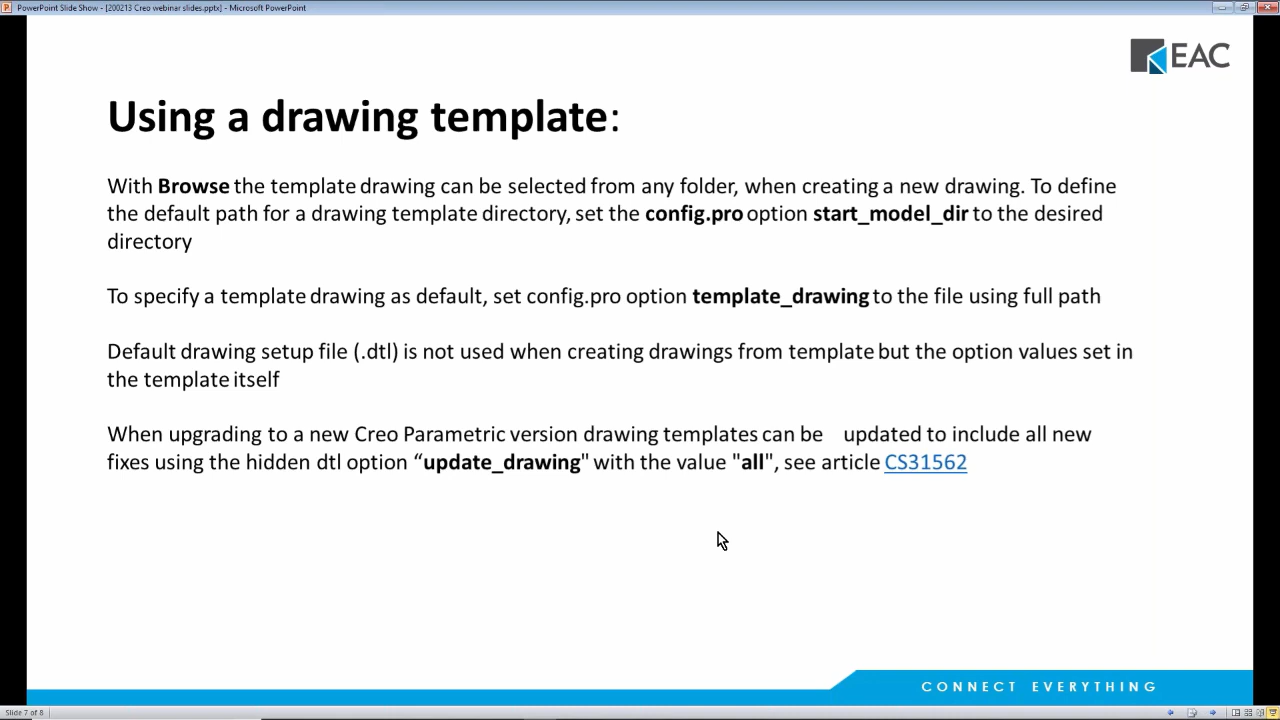 PowerPoint Slide Show - [200213 Creo webinar slides.pptx] - Microsoft PowerPoint
EAC
Using a drawing template:
With Browse the template drawing can be selected from any folder, when creating a new drawing. To define
the default path for a drawing template directory, set the config.pro option start_model_dir to the desired
directory
To specify a template drawing as default, set config.pro option template_drawing to the file using full path
Default drawing setup file (.dtl) is not used when creating drawings from template but the option values set in
the template itself
When upgrading to a new Creo Parametric version drawing templates can be updated to include all new
fixes using the hidden dtl option “update_drawing" with the value "all", see article CS31562
CONNECT EVERYTHING
Slide 7 of 8